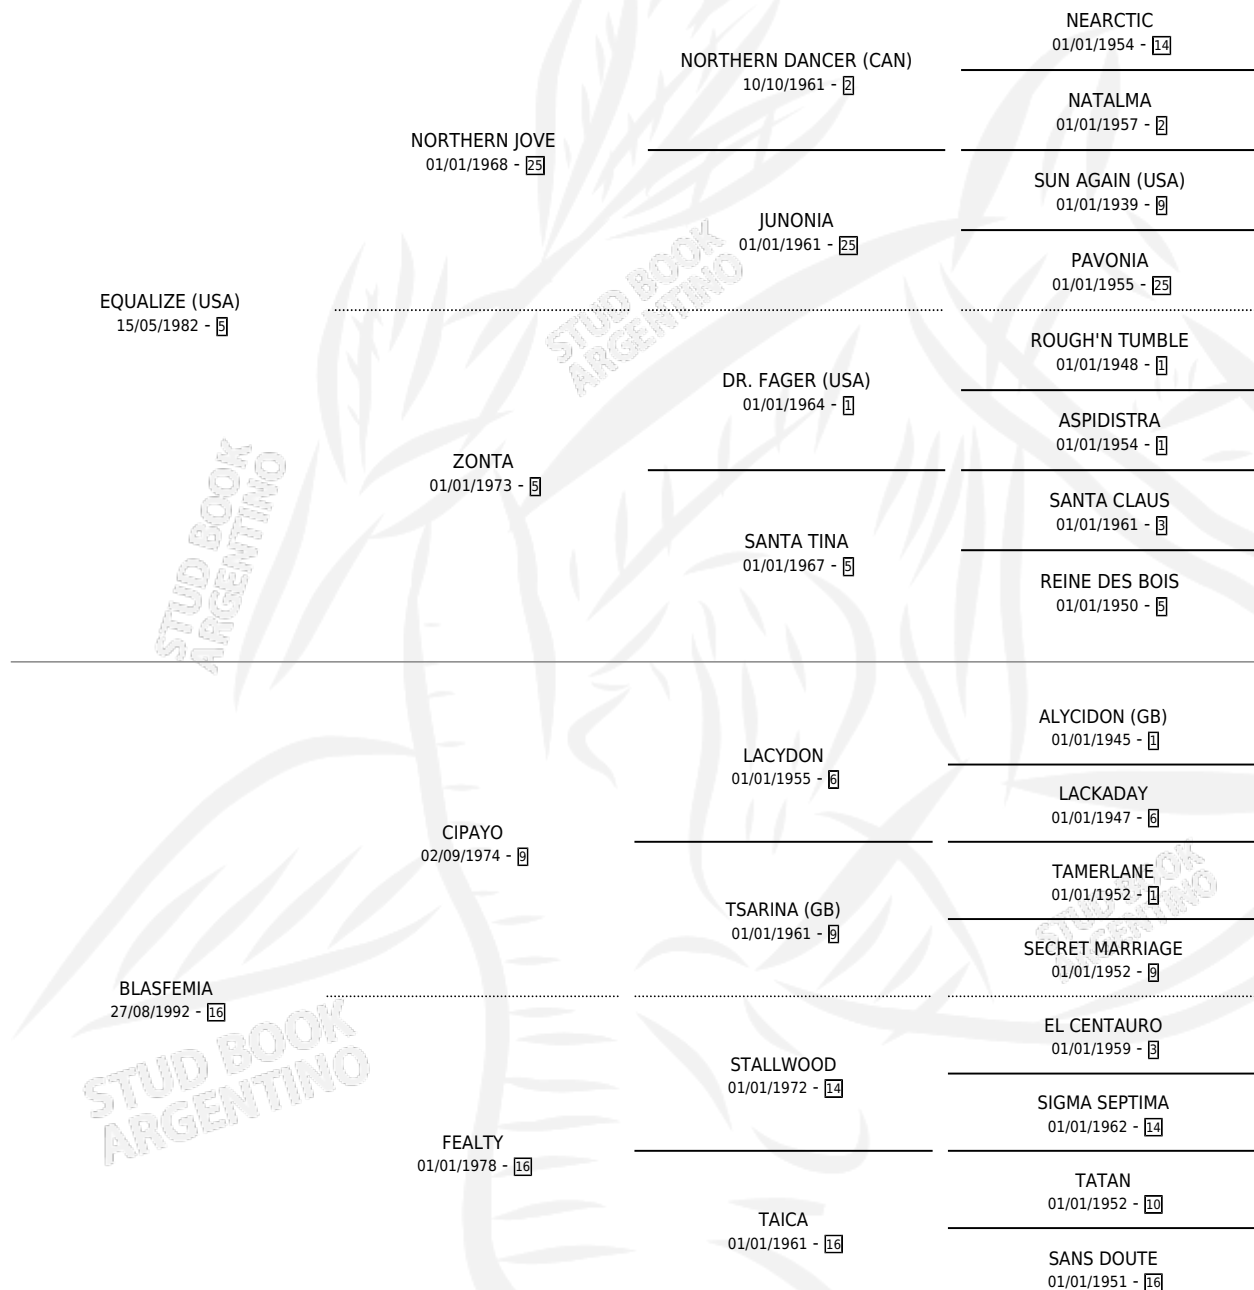 NEARCTIC
01/01/1954 - 14
NORTHERN DANCER (CAN)
10/10/1961 - 2
NATALMA
01/01/1957 - 2
NORTHERN JOVE
01/01/1968 - 25
SUN AGAIN (USA)
01/01/1939 - 9
JUNONIA
01/01/1961 - 25
PAVONIA
01/01/1955 - 25
EQUALIZE (USA)
15/05/1982 - 5
ROUGH'N TUMBLE
01/01/1948 - 1
DR. FAGER (USA)
01/01/1964 - 1
ASPIDISTRA
01/01/1954 - 1
ZONTA
01/01/1973 - 5
SANTA CLAUS
01/01/1961 - 3
SANTA TINA
01/01/1967 - 5
REINE DES BOIS
01/01/1950 - 5
ALYCIDON (GB)
01/01/1945 - 1
LACYDON
01/01/1955 - 6
LACKADAY
01/01/1947 - 6
CIPAYO
02/09/1974 - 9
TAMERLANE
01/01/1952 - 1
TSARINA (GB)
01/01/1961 - 9
SECRET MARRIAGE
01/01/1952 - 9
BLASFEMIA
27/08/1992 - 16
EL CENTAURO
01/01/1959 - 3
STALLWOOD
01/01/1972 - 14
SIGMA SEPTIMA
01/01/1962 - 14
FEALTY
01/01/1978 - 16
TATAN
01/01/1952 - 10
TAICA
01/01/1961 - 16
SANS DOUTE
01/01/1951 - 16
STUD BOOK
ARGENTINO
STUD BOOK
ARGENTINO
STUD BOOK
ARGENTINO
STUD BOOK
ARGENTINO